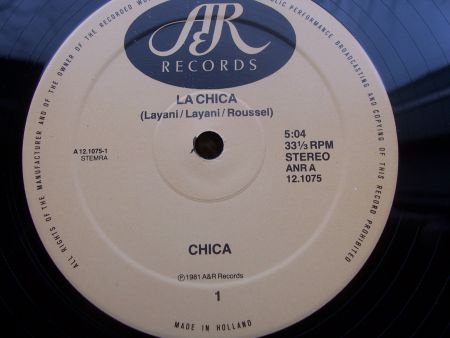 ALL RIGHTS OF THE MANUFACTURER AND OF THE OWNER OF THE RECORDED WORK
PUBLIC PERFORMANCE BROADCASTING AND COPYING OF THIS RECORD PROHIBITED
A&R
RECORDS
LA CHICA
(Layani/Layani/Roussel)
A 12.1075-1
STEMRA
5:04
33⅓ RPM
STEREO
ANR A
12.1075
CHICA
℗1981 A&R Records
1
MADE IN HOLLAND